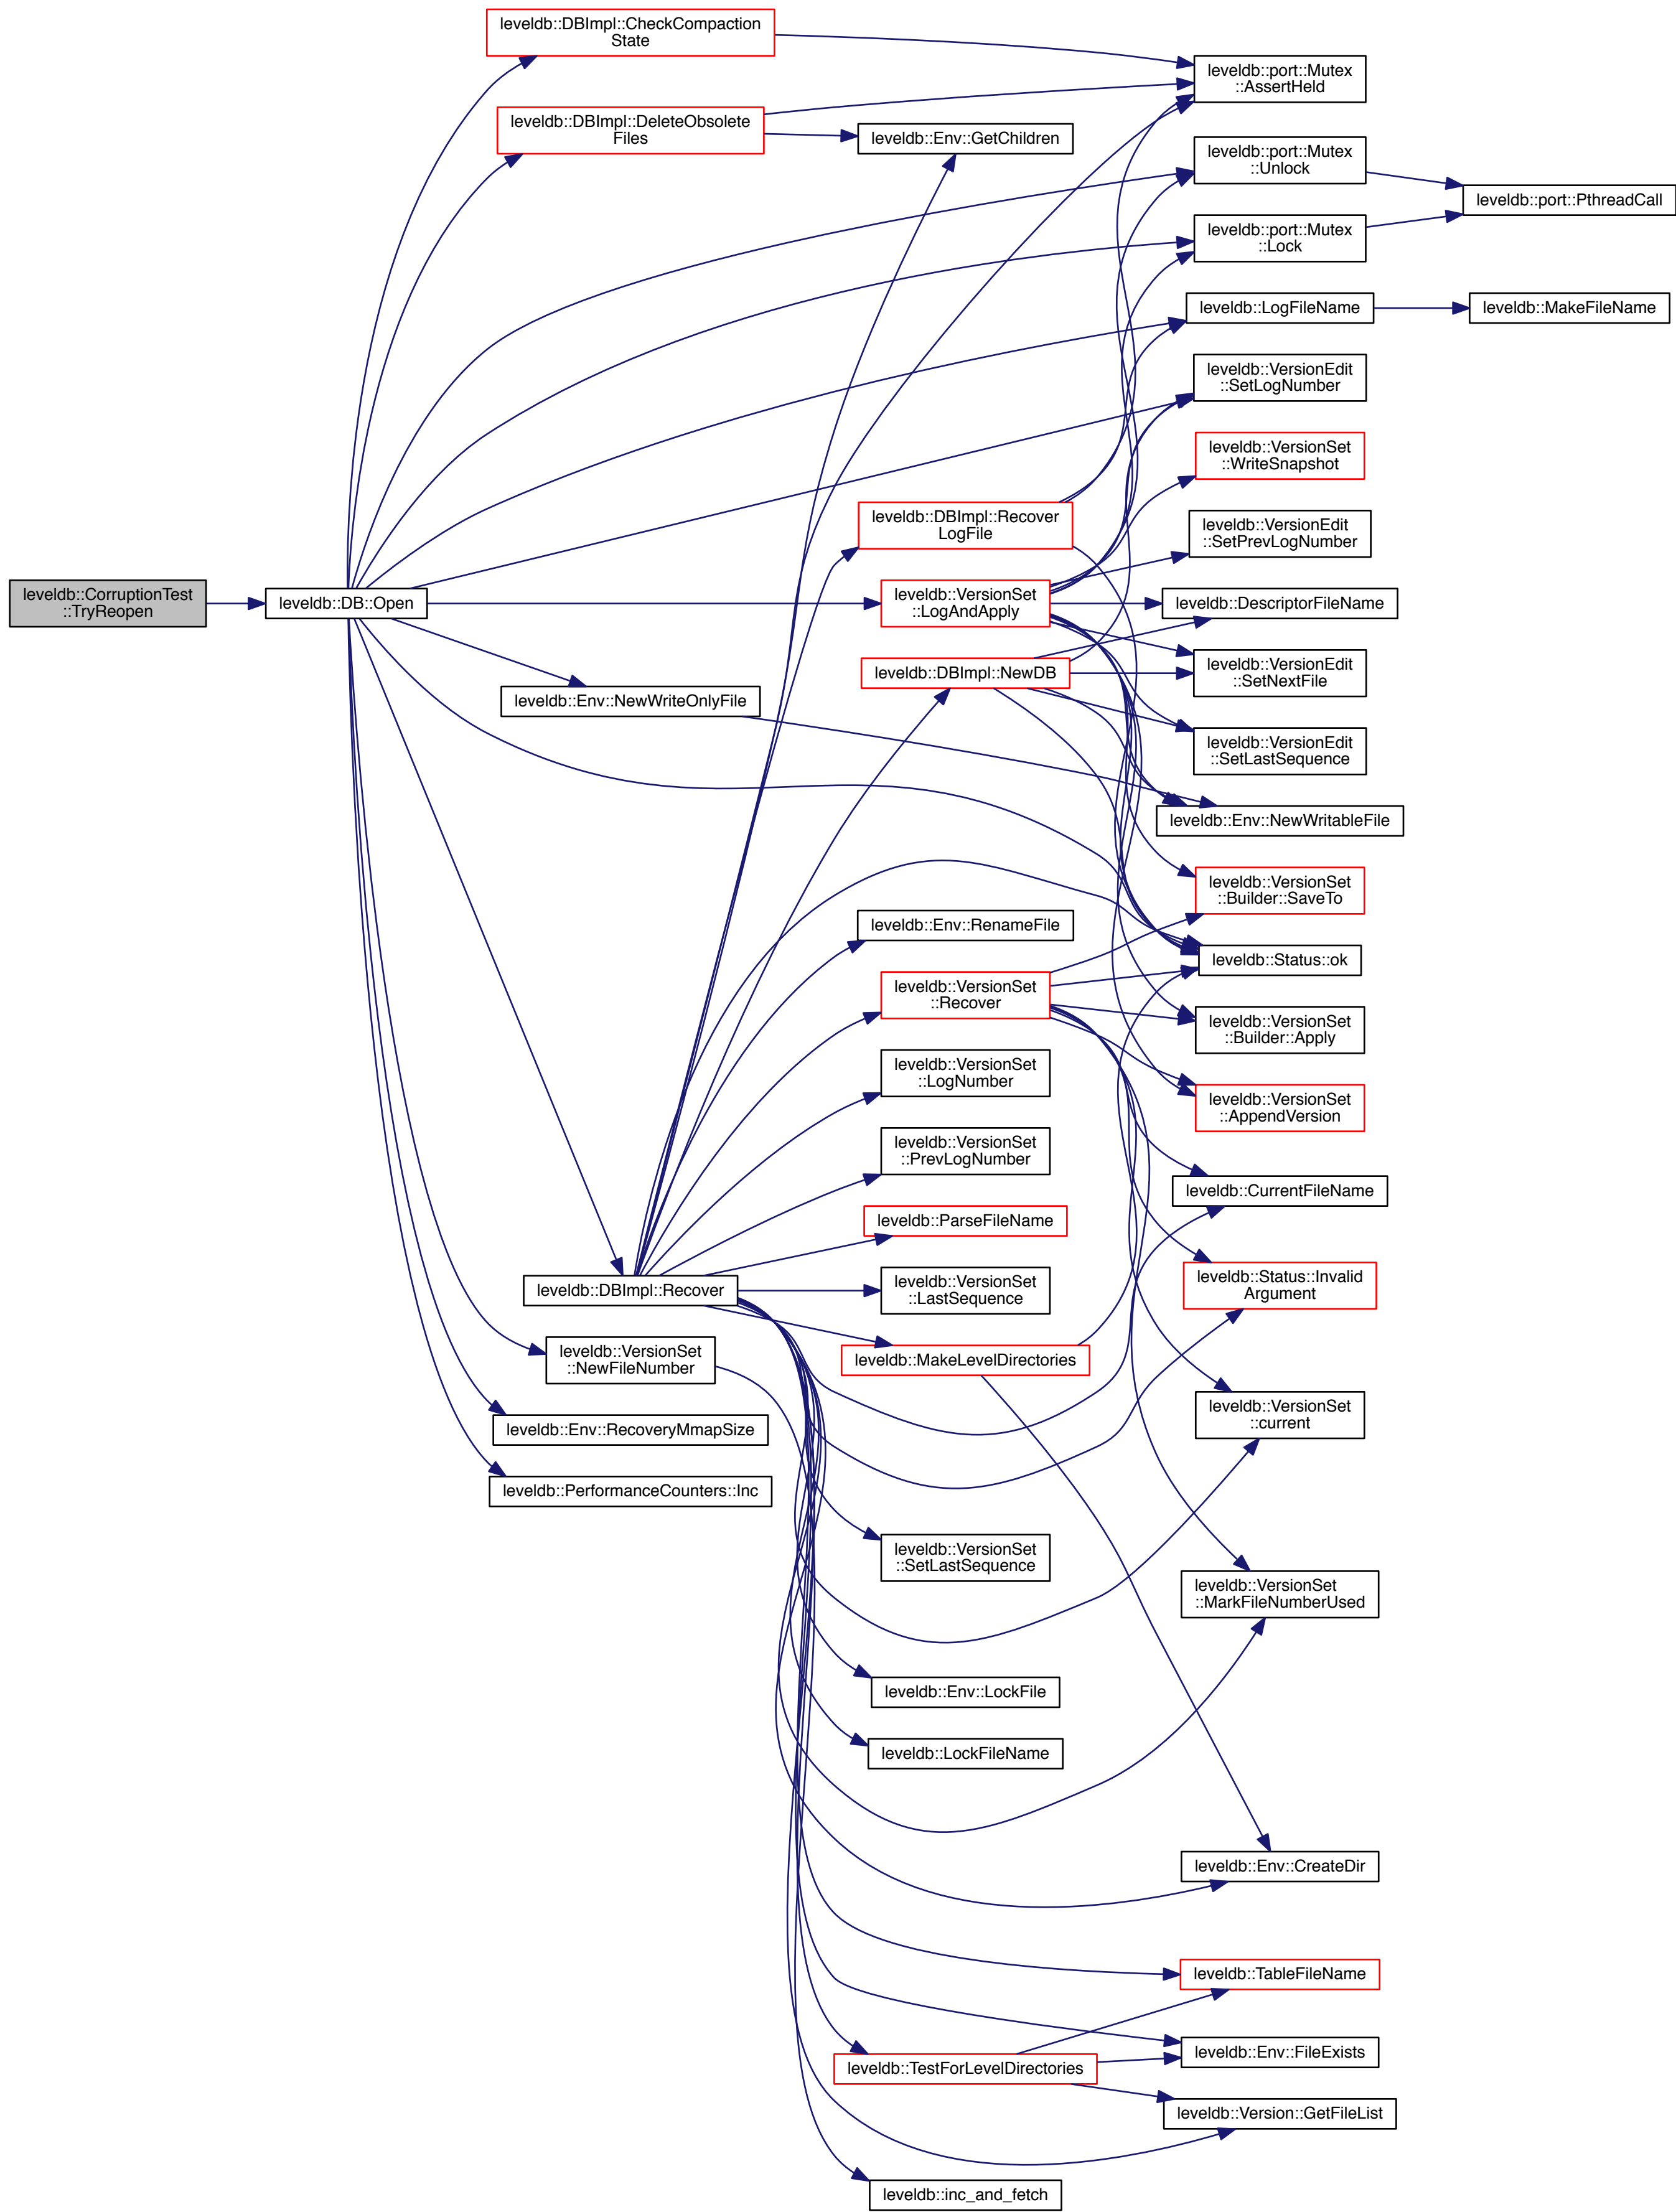 leveldb::DBImpl::CheckCompaction
State
leveldb::port::Mutex
::AssertHeld
leveldb::DBImpl::DeleteObsolete
Files
leveldb::Env::GetChildren
leveldb::port::Mutex
::Unlock
leveldb::port::PthreadCall
leveldb::port::Mutex
::Lock
leveldb::LogFileName
leveldb::MakeFileName
leveldb::VersionEdit
::SetLogNumber
leveldb::VersionSet
::WriteSnapshot
leveldb::DBImpl::Recover
LogFile
leveldb::VersionEdit
::SetPrevLogNumber
leveldb::CorruptionTest
::TryReopen
leveldb::DB::Open
leveldb::VersionSet
::LogAndApply
leveldb::DescriptorFileName
leveldb::DBImpl::NewDB
leveldb::VersionEdit
::SetNextFile
leveldb::Env::NewWriteOnlyFile
leveldb::VersionEdit
::SetLastSequence
leveldb::Env::NewWritableFile
leveldb::VersionSet
::Builder::SaveTo
leveldb::Env::RenameFile
leveldb::Status::ok
leveldb::VersionSet
::Recover
leveldb::VersionSet
::Builder::Apply
leveldb::VersionSet
::LogNumber
leveldb::VersionSet
::AppendVersion
leveldb::VersionSet
::PrevLogNumber
leveldb::CurrentFileName
leveldb::ParseFileName
leveldb::DBImpl::Recover
leveldb::VersionSet
::LastSequence
leveldb::Status::Invalid
Argument
leveldb::VersionSet
::NewFileNumber
leveldb::MakeLevelDirectories
leveldb::VersionSet
::current
leveldb::Env::RecoveryMmapSize
leveldb::PerformanceCounters::Inc
leveldb::VersionSet
::SetLastSequence
leveldb::VersionSet
::MarkFileNumberUsed
leveldb::Env::LockFile
leveldb::LockFileName
leveldb::Env::CreateDir
leveldb::TableFileName
leveldb::Env::FileExists
leveldb::TestForLevelDirectories
leveldb::Version::GetFileList
leveldb::inc_and_fetch